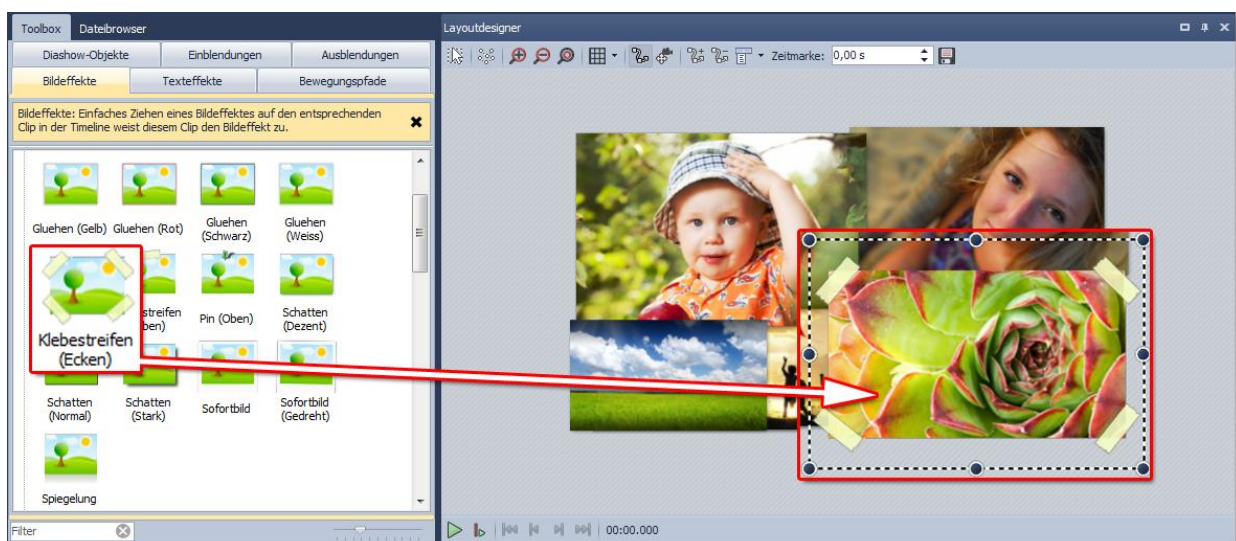 Toolbox Dateibrowser
Diashow-Objekte Einblendungen Ausblendungen
Bildeffekte Texteffekte Bewegungspfade
Bildeffekte: Einfaches Ziehen eines Bildeffektes auf den entsprechenden
Clip in der Timeline weist diesem Clip den Bildeffekt zu.
Gluehen (Gelb) Gluehen (Rot) Gluehen
(Schwarz) Gluehen
(Weiss)
Klebestreifen
(Ecken)
streifen
ben)
Pin (Oben)
Schatten
(Dezent)
Schatten
(Normal)
Schatten
(Stark)
Sofortbild
Sofortbild
(Gedreht)
Spiegelung
Filter
Layoutdesigner
Zeitmarke: 0,00 s
00:00.000